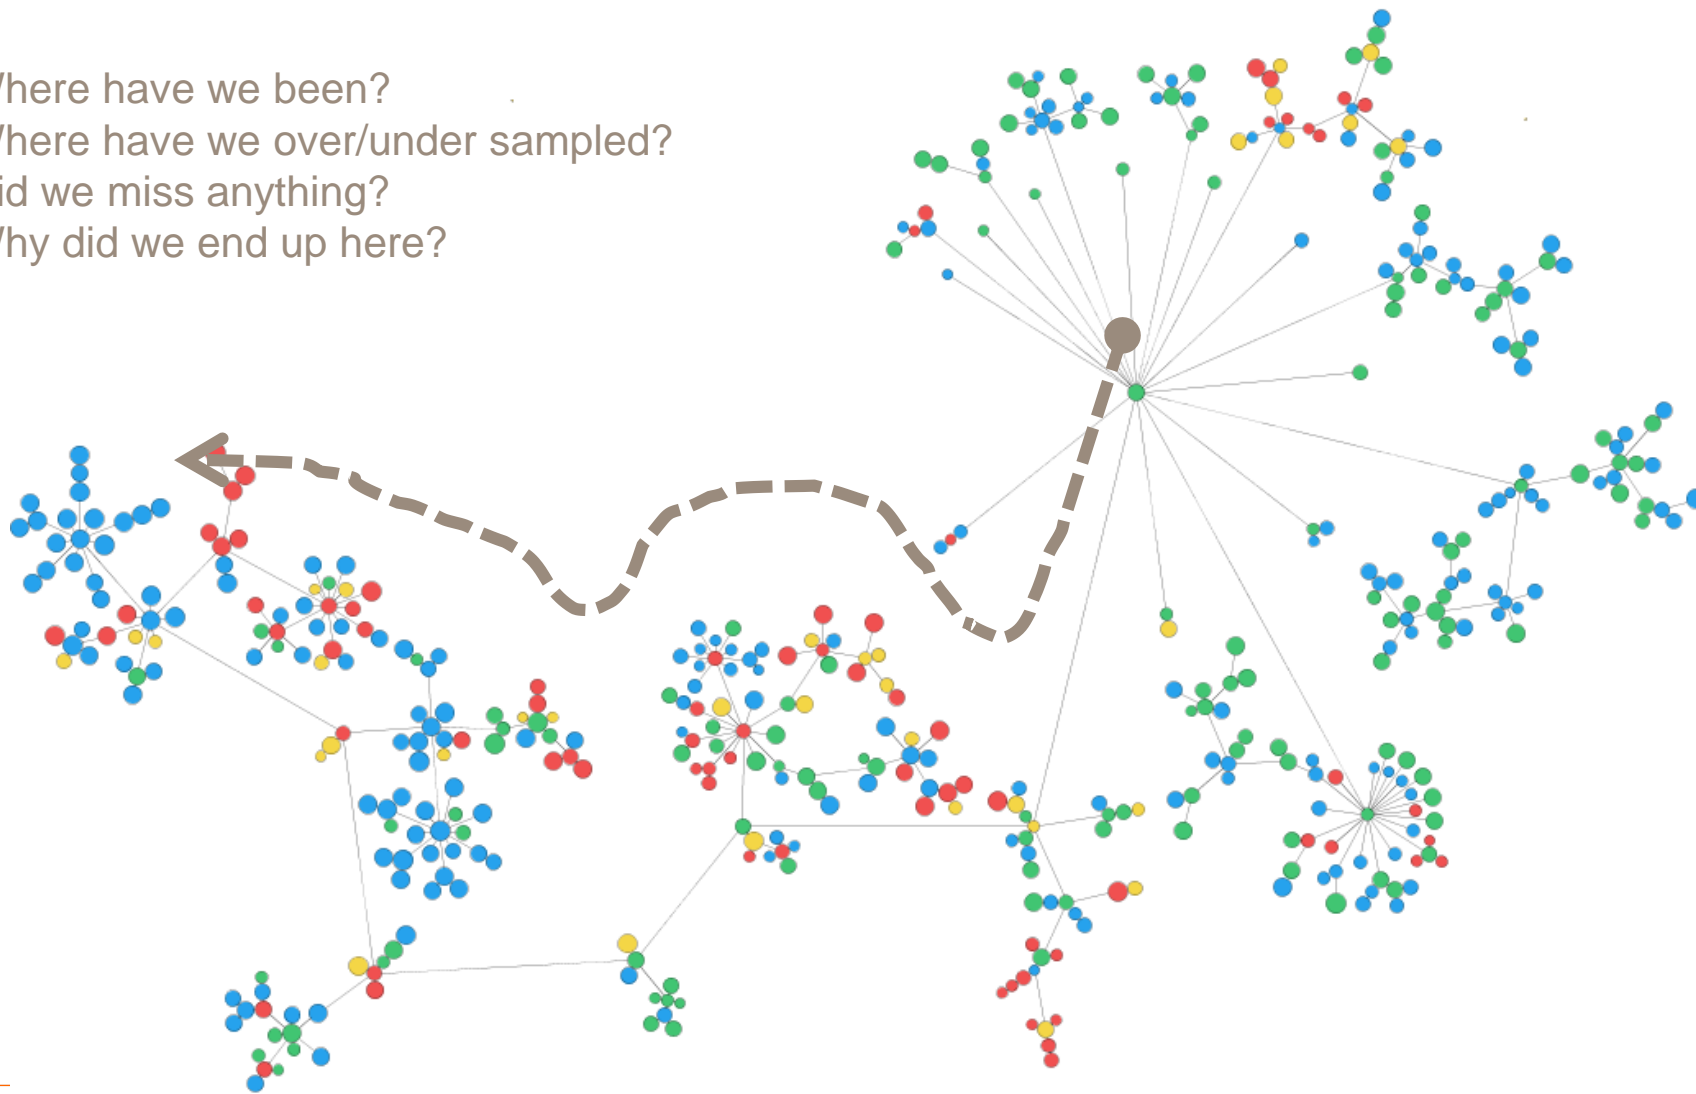 here have we been?
here have we over/under sampled?
id we miss anything?
hy did we end up here?